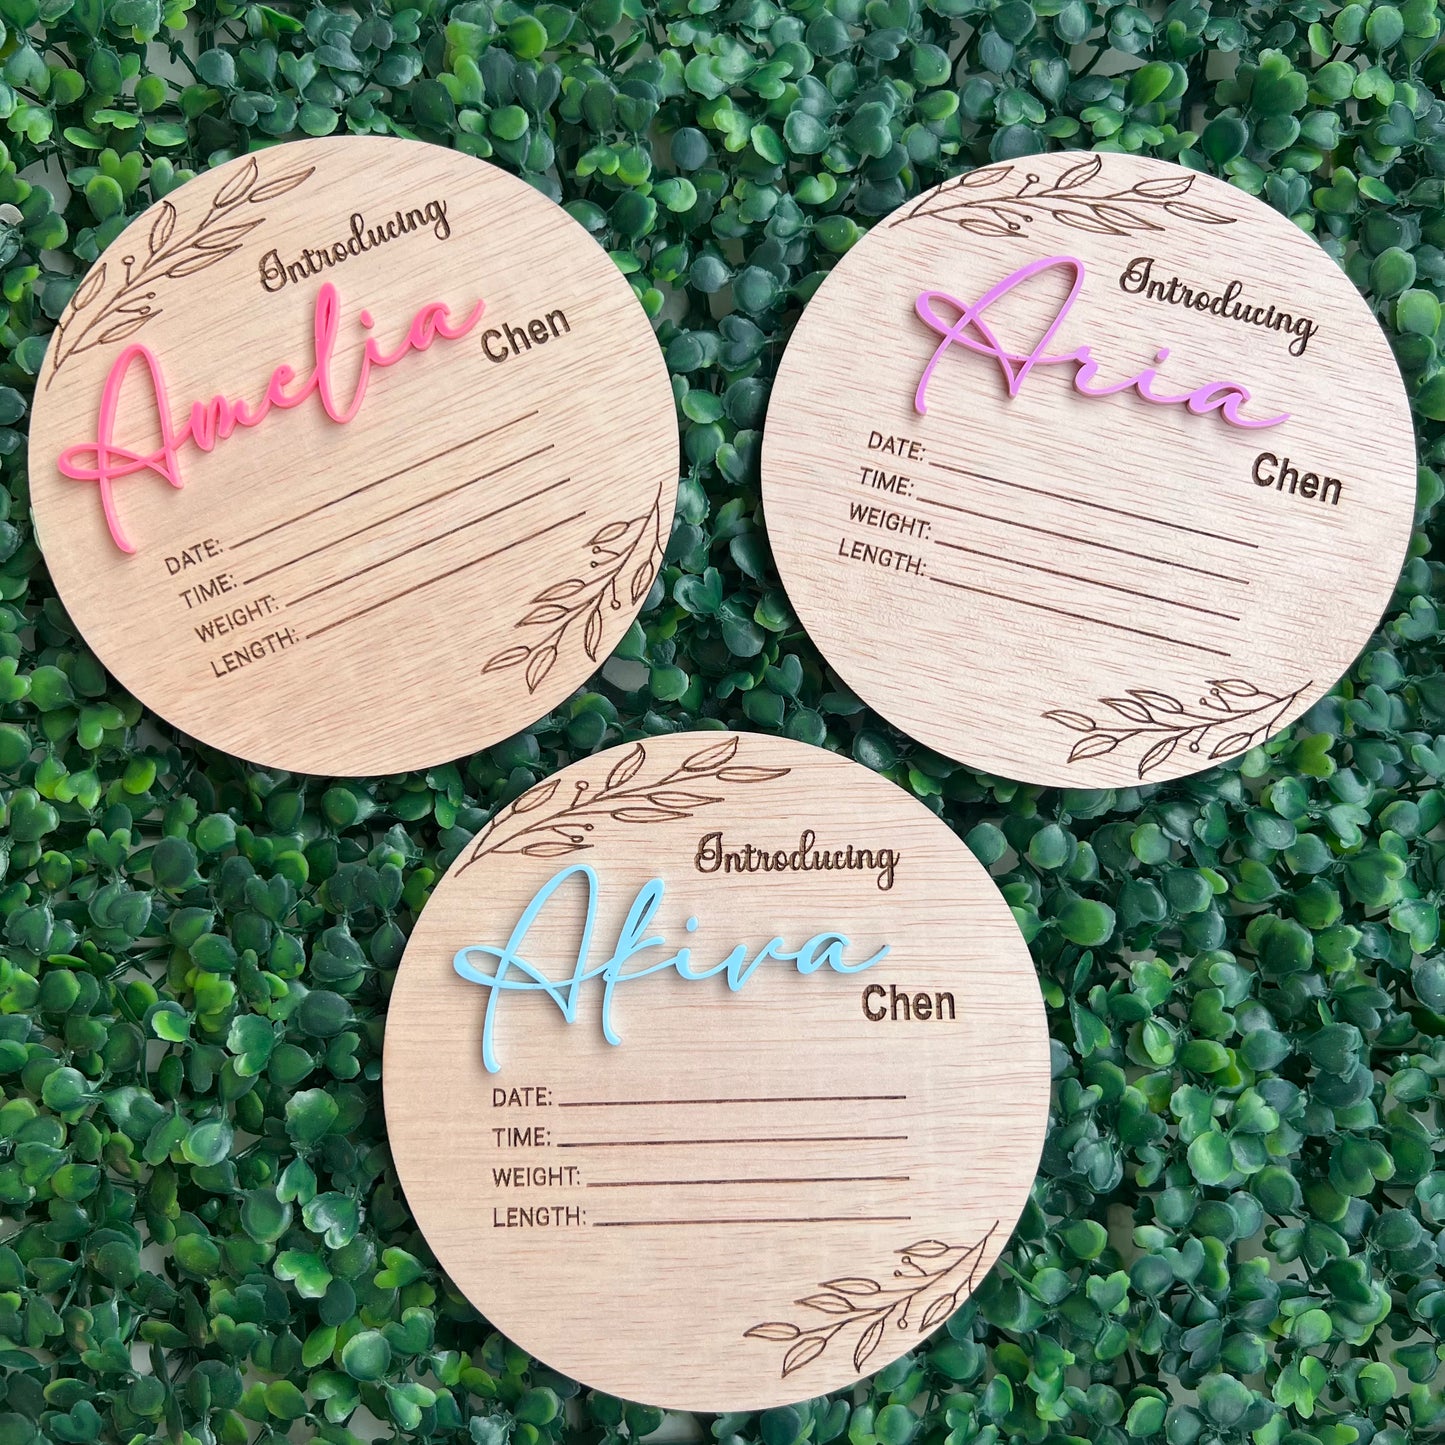 Introducing
Amelia
Chen
DATE:
TIME:
WEIGHT:
LENGTH:
Introducing
Aria
Chen
DATE:
TIME:
WEIGHT:
LENGTH:
Introducing
Akira
Chen
DATE:
TIME:
WEIGHT:
LENGTH: